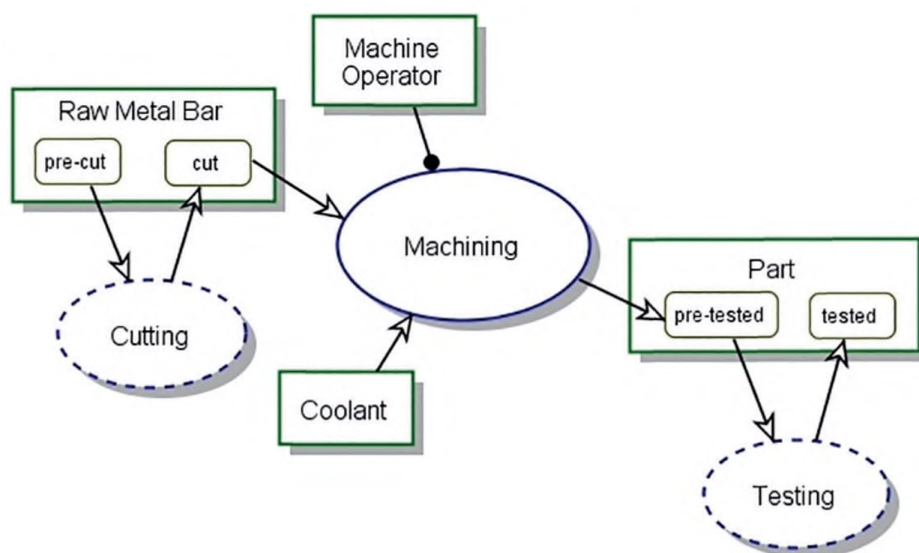 Machine
Operator
Raw Metal Bar
pre-cut
cut
Machining
Part
pre-tested
tested
Cutting
Coolant
Testing